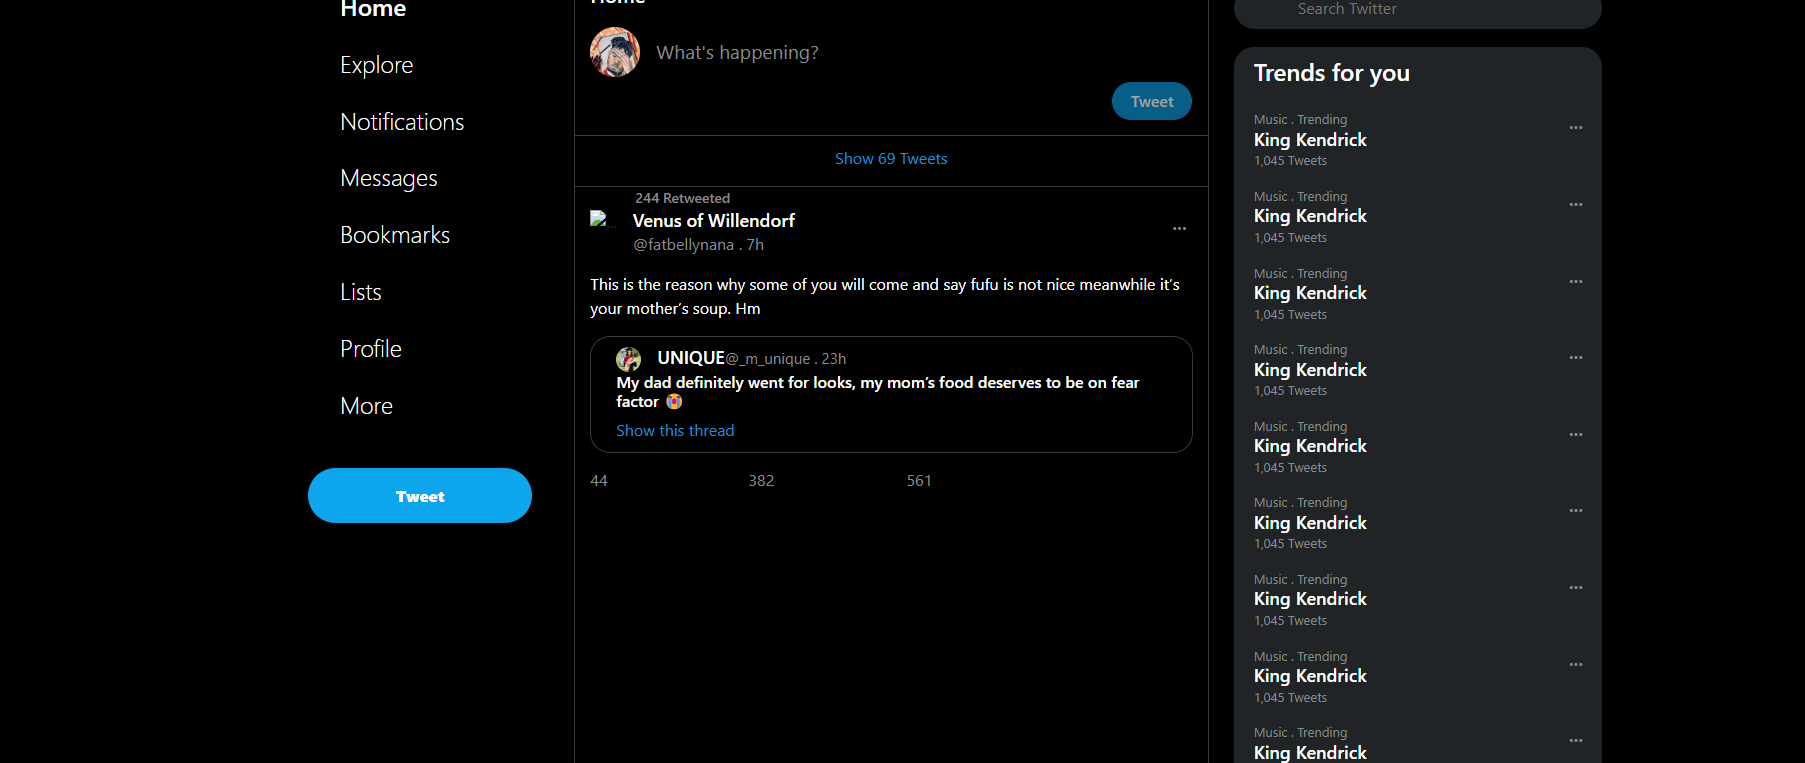 Home
Explore
Notifications
Messages
Bookmarks
Lists
Profile
More
Tweet
Home
What's happening?
Tweet
Show 69 Tweets
244 Retweeted
Venus of Willendorf
@fatbellynana . 7h
This is the reason why some of you will come and say fufu is not nice meanwhile it’s
your mother’s soup. Hm
UNIQUE@_m_unique . 23h
My dad definitely went for looks, my mom’s food deserves to be on fear
factor 😭
Show this thread
44 382 561
Search Twitter
Trends for you
Music . Trending
King Kendrick
1,045 Tweets
Music . Trending
King Kendrick
1,045 Tweets
Music . Trending
King Kendrick
1,045 Tweets
Music . Trending
King Kendrick
1,045 Tweets
Music . Trending
King Kendrick
1,045 Tweets
Music . Trending
King Kendrick
1,045 Tweets
Music . Trending
King Kendrick
1,045 Tweets
Music . Trending
King Kendrick
1,045 Tweets
Music . Trending
King Kendrick